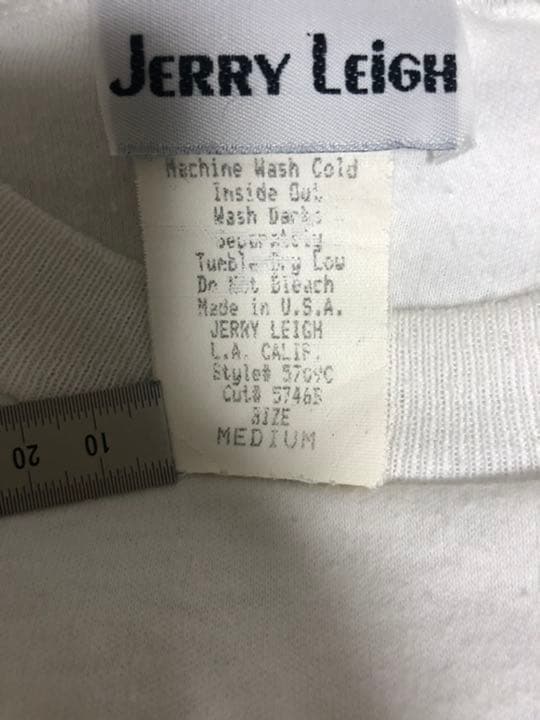 JERRY LEiGH
Machine Wash Cold
Inside Out
Wash Darks
Separately
Tumble Dry Low
Do Not Bleach
Made in U.S.A.
JERRY LEIGH
L.A. CALIF.
Style#
Cut#
SIZE
MEDIUM
10
20